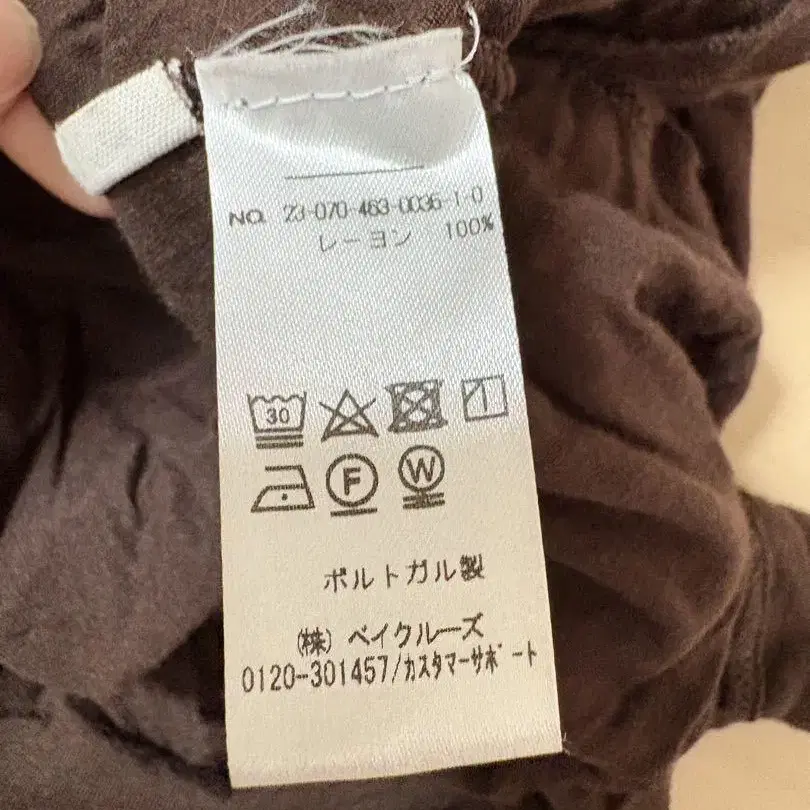 NO. 23-070-463-0036-1-0
レーヨン 100%
30
F W
ポルトガル製
(株) ベイクルーズ
0120-301457/カスタマーサポート